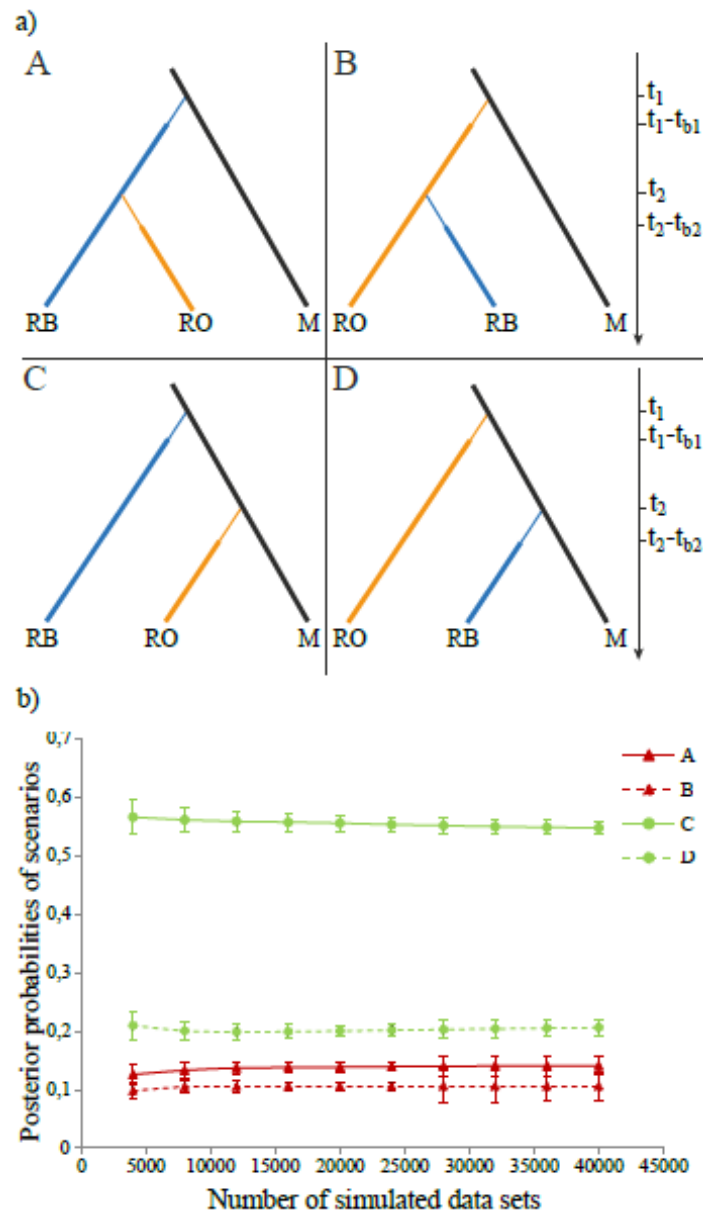 a)
A
B
t1
t1-tb1
t2
t2-tb2
RB
RO
M
RO
RB
M
C
D
t1
t1-tb1
t2
t2-tb2
RB
RO
M
RO
RB
M
b)
Posterior probabilities of scenarios
0,7
0,6
0,5
0,4
0,3
0,2
0,1
0
0
5000
10000
15000
20000
25000
30000
35000
40000
45000
Number of simulated data sets
A
B
C
D